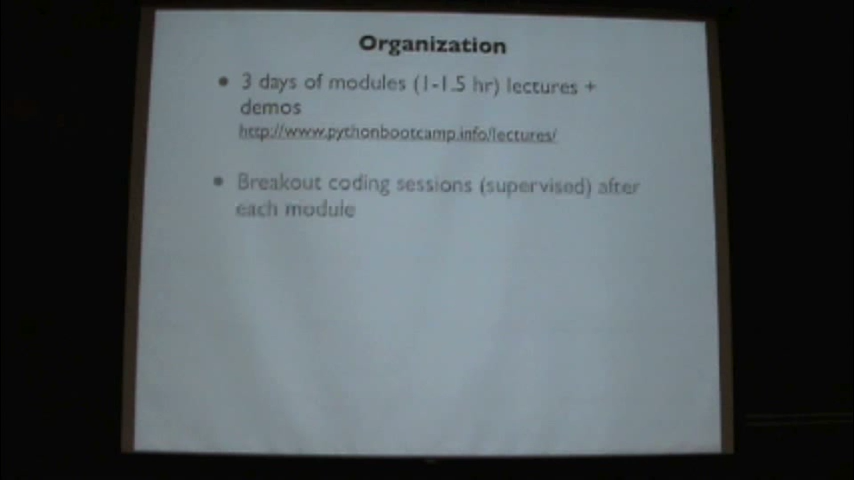 Organization
• 3 days of modules (1-1.5 hr) lectures +
demos
http://www.pythonbootcamp.info/lectures/
• Breakout coding sessions (supervised) after
each module